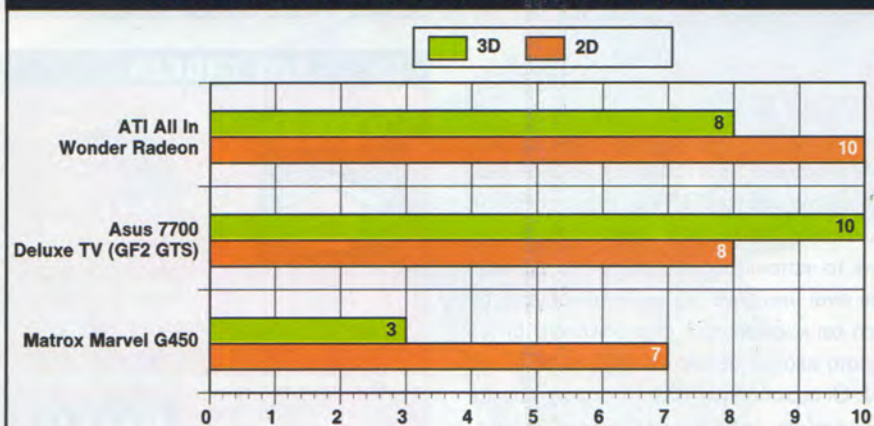 3D 2D
ATI All In
Wonder Radeon
8
10
Asus 7700
Deluxe TV (GF2 GTS)
10
8
Matrox Marvel G450
3
7
0 1 2 3 4 5 6 7 8 9 10